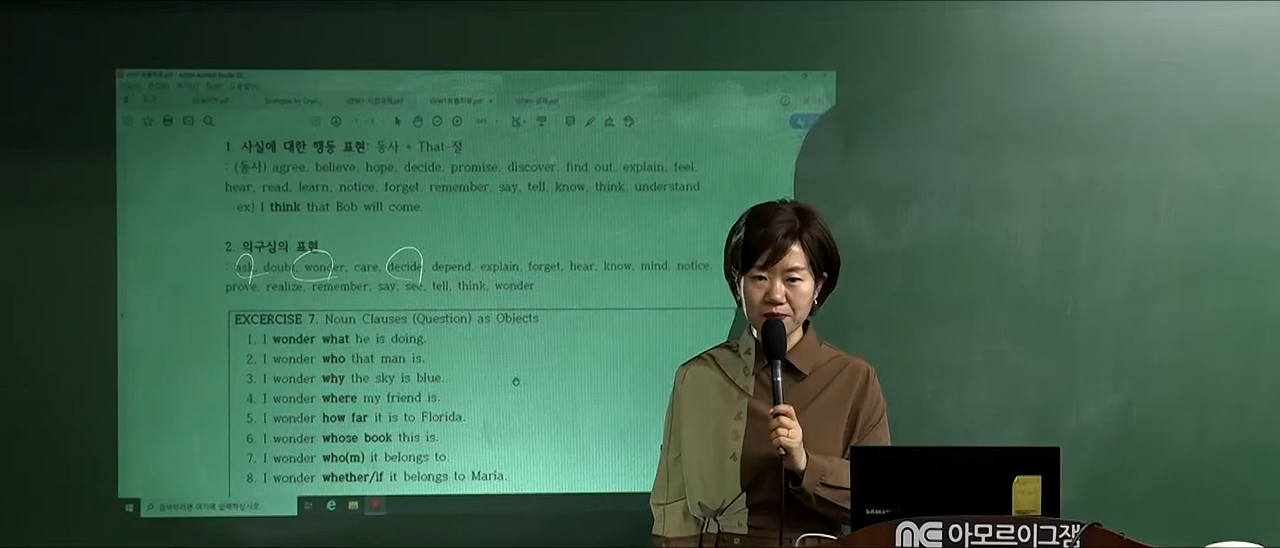 1. 사실에 대한 행동 표현: 동사 + That-절
: (동사) agree, believe, hope, decide, promise, discover, find out, explain, feel,
hear, read, learn, notice, forget, remember, say, tell, know, think, understand
ex) I think that Bob will come.
2. 의구심의 표현
: ask, doubt, wonder, care, decide, depend, explain, forget, hear, know, mind, notice,
prove, realize, remember, say, see, tell, think, wonder
EXCERCISE 7. Noun Clauses (Question) as Objects
1. I wonder what he is doing.
2. I wonder who that man is.
3. I wonder why the sky is blue.
4. I wonder where my friend is.
5. I wonder how far it is to Florida.
6. I wonder whose book this is.
7. I wonder who(m) it belongs to.
8. I wonder whether/if it belongs to Maria.
아모르이그잼